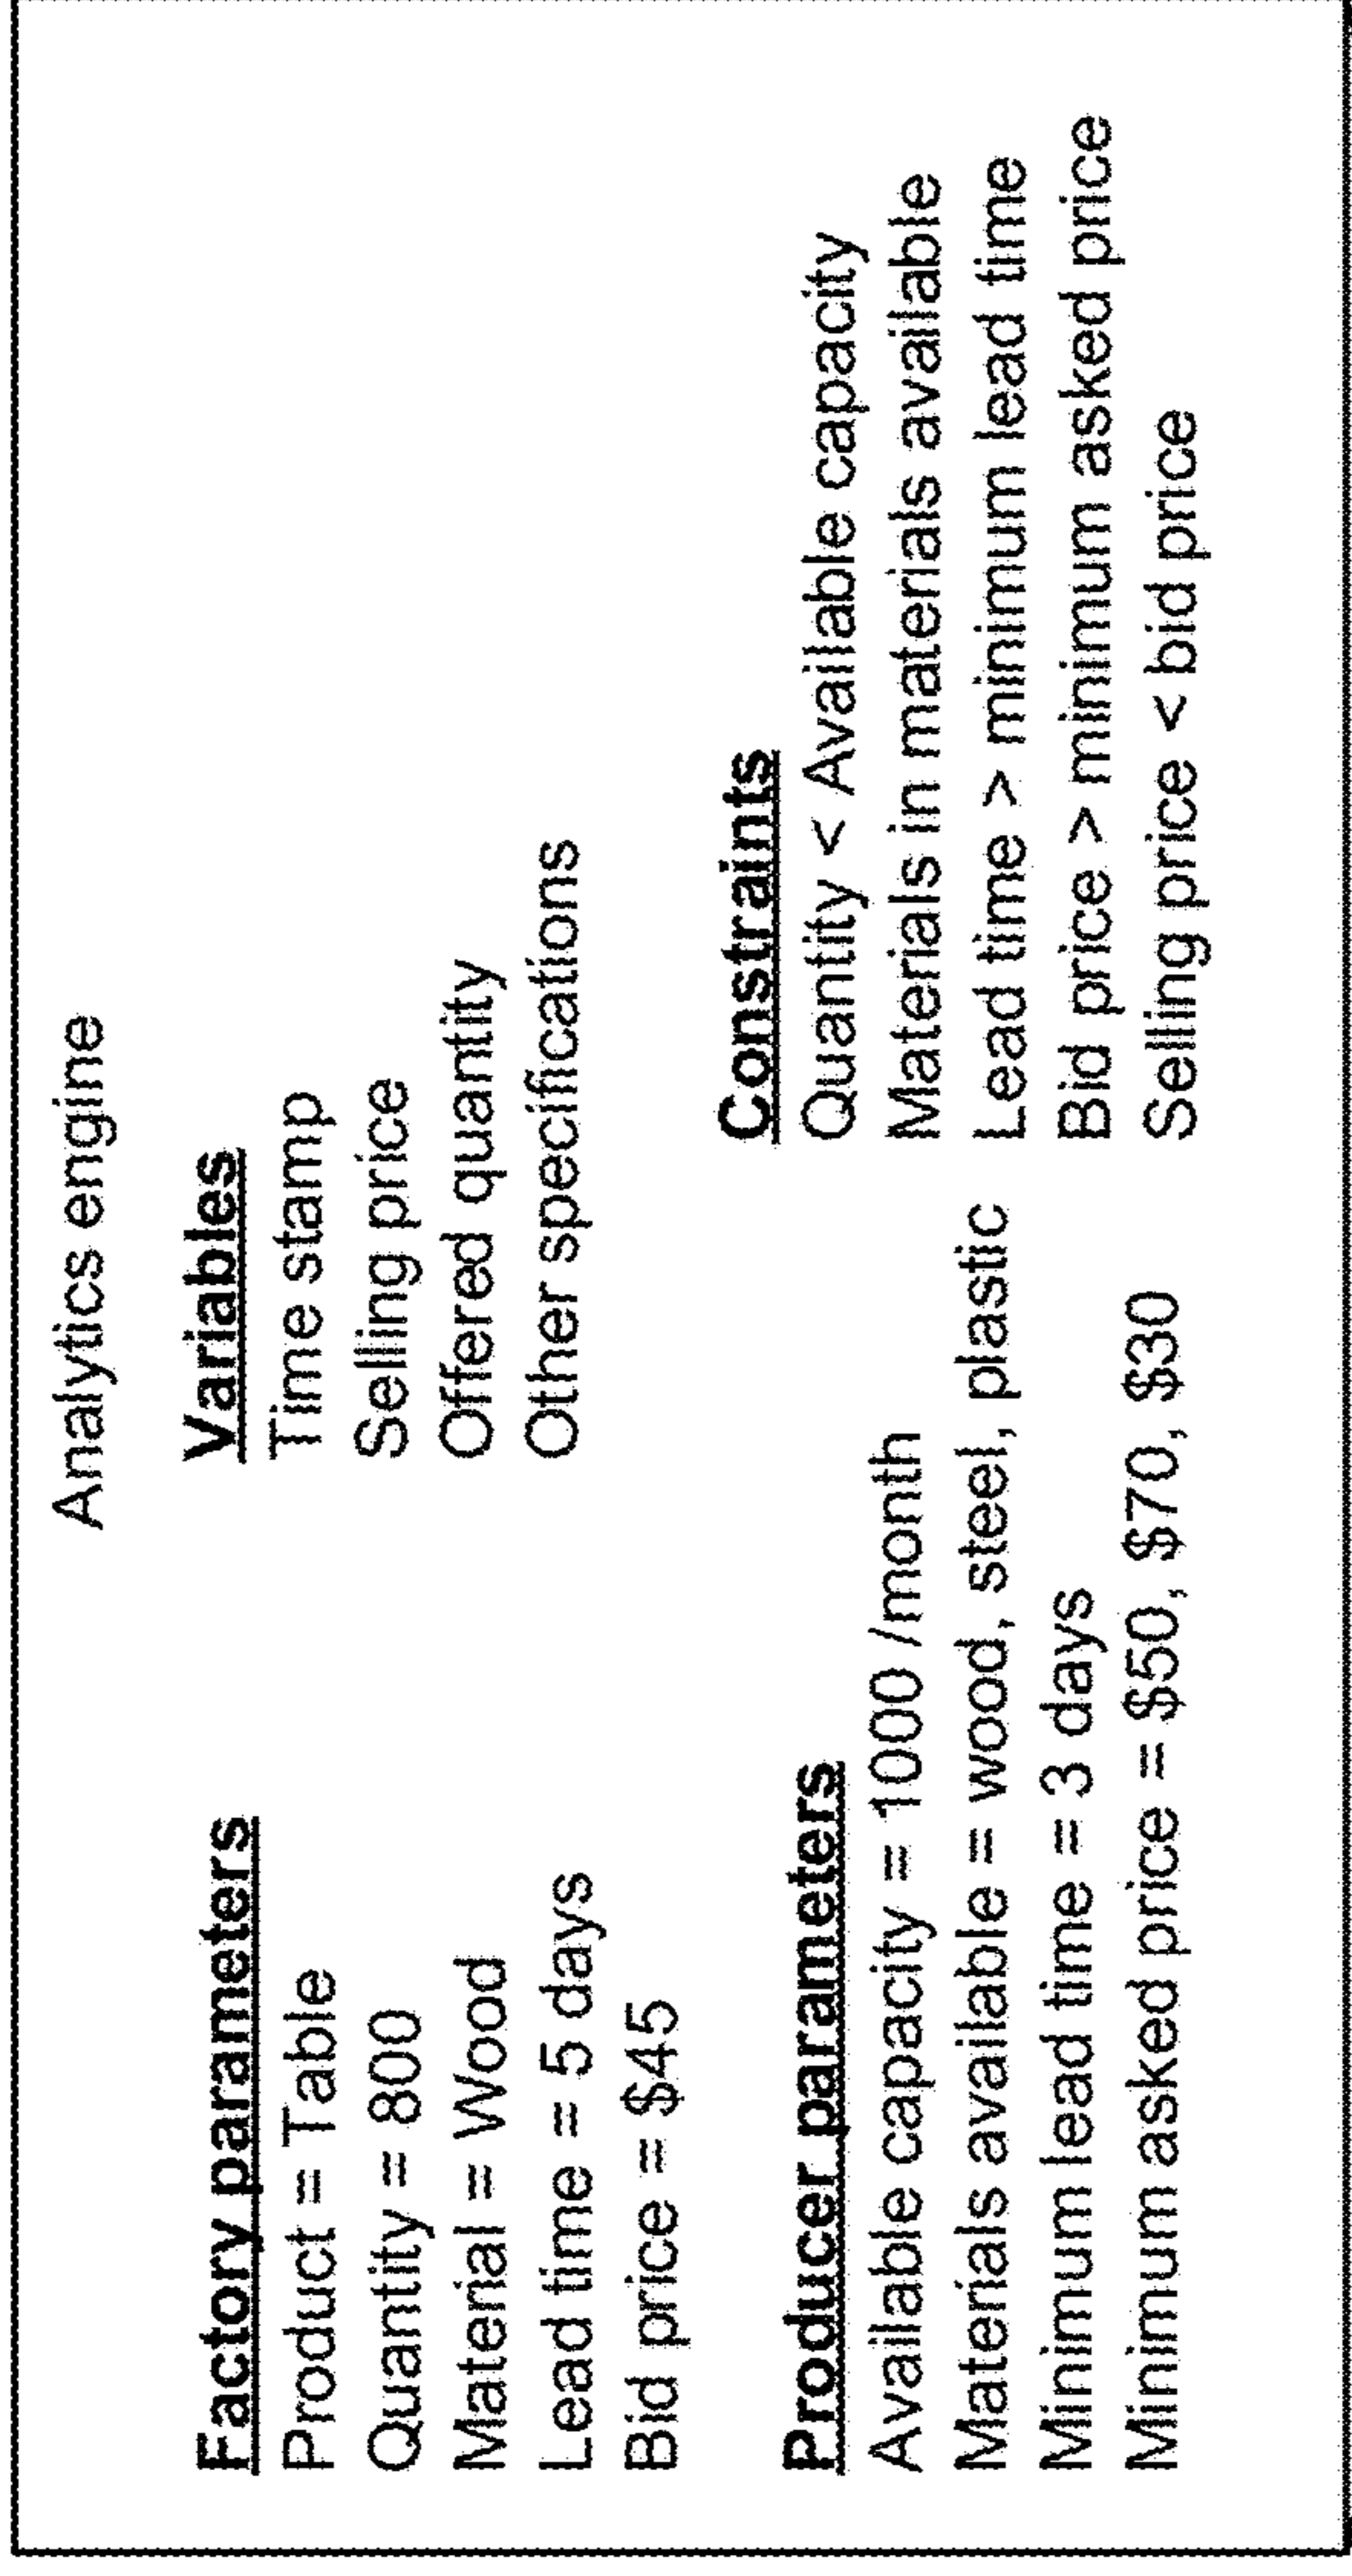 Analytics engine
Factory parameters
Product = Table
Quantity = 800
Material = Wood
Lead time = 5 days
Bid price = $45
Variables
Time stamp
Selling price
Offered quantity
Other specifications
Producer parameters
Available capacity = 1000 /month
Materials available = wood, steel, plastic
Minimum lead time = 3 days
Minimum asked price = $50, $70, $30
Constraints
Quantity < Available capacity
Materials in materials available
Lead time > minimum lead time
Bid price > minimum asked price
Selling price < bid price